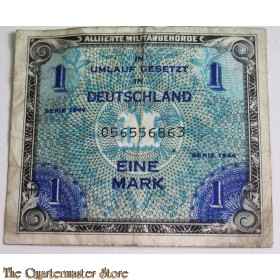 ALLIIERTE MILITÄRBEHÖRDE
1 IN 1
UMLAUF GESETZT
IN
DEUTSCHLAND
SERIE 1944
056556863
M
SERIE 1944
EINE
1 MARK 1
The Quartermaster Store